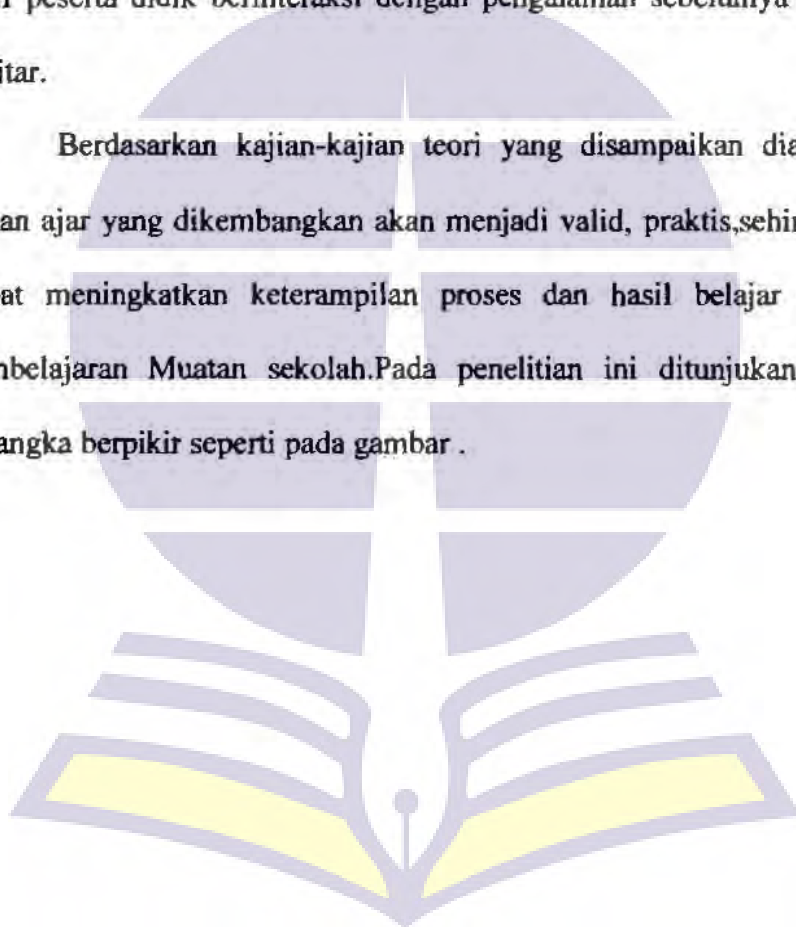 peserta didik berinteraksi dengan pengalaman sebelumnya
itar.
Berdasarkan kajian-kajian teori yang disampaikan dia
an ajar yang dikembangkan akan menjadi valid, praktis,sehin
at meningkatkan keterampilan proses dan hasil belajar
nbelajaran Muatan sekolah.Pada penelitian ini ditunjukan
angka berpikir seperti pada gambar .